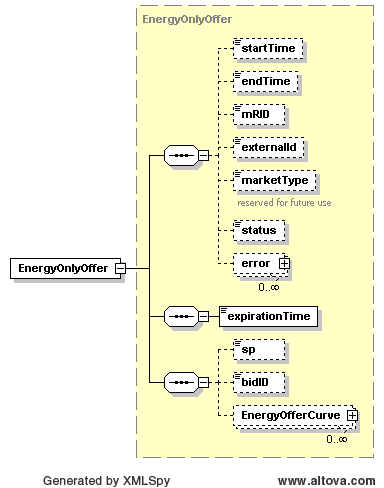 EnergyOnlyOffer
startTime
endTime
mRID
externalId
marketType
reserved for future use
status
error
0..∞
EnergyOnlyOffer
expirationTime
sp
bidID
EnergyOfferCurve
0..∞
Generated by XMLSpy
www.altova.com